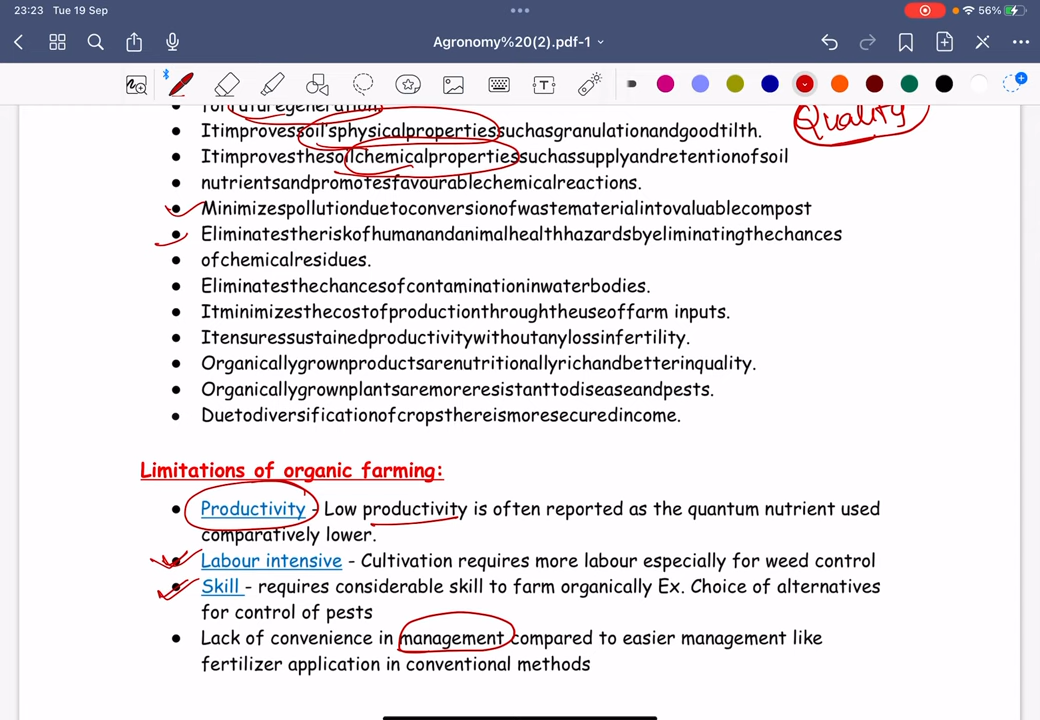 23:23 Tue 19 Sep
56%
Agronomy%20(2).pdf-1
forfuturegeneration.
Quality
Itimprovessoil'sphysicalpropertiessuchasgranulationandgoodtilth.
Itimprovesthesoilchemicalpropertiessuchassupplyandretentionofsoil
nutrientsandpromotesfavourablechemicalreactions.
Minimizespollutionduetoconversionofwastematerialintovaluablecompost
Eliminatestheriskofhumanandanimalhealthhazardsbyeliminatingthechances
ofchemicalresidues.
Eliminatesthechancesofcontaminationinwaterbodies.
Itminimizesthecostofproductionthroughtheuseoffarm inputs.
Itensuressustainedproductivitywithoutanylossinfertility.
Organicallygrownproductsarenutritionallyrichandbetterinquality.
Organicallygrownplantsaremoreresistanttodiseaseandpests.
Duetodiversificationofcropsthereismoresecuredincome.
Limitations of organic farming:
Productivity - Low productivity is often reported as the quantum nutrient used
comparatively lower.
Labour intensive - Cultivation requires more labour especially for weed control
Skill - requires considerable skill to farm organically Ex. Choice of alternatives
for control of pests
Lack of convenience in management compared to easier management like
fertilizer application in conventional methods